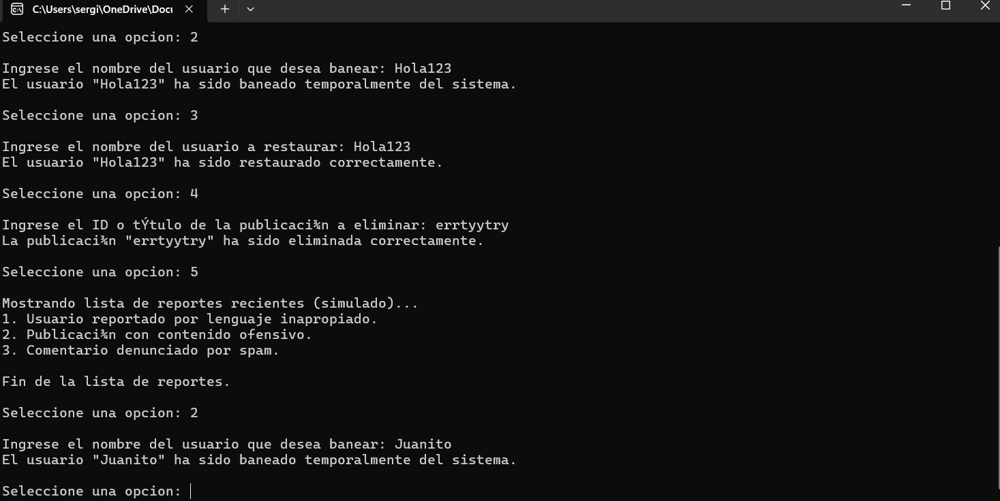 C:\Users\sergi\OneDrive\Docu
Seleccione una opcion: 2
Ingrese el nombre del usuario que desea banear: Hola123
El usuario "Hola123" ha sido baneado temporalmente del sistema.
Seleccione una opcion: 3
Ingrese el nombre del usuario a restaurar: Hola123
El usuario "Hola123" ha sido restaurado correctamente.
Seleccione una opcion: 4
Ingrese el ID o tÝtulo de la publicaci¾n a eliminar: errtyytry
La publicaci¾n "errtyytry" ha sido eliminada correctamente.
Seleccione una opcion: 5
Mostrando lista de reportes recientes (simulado)...
1. Usuario reportado por lenguaje inapropiado.
2. Publicaci¾n con contenido ofensivo.
3. Comentario denunciado por spam.
Fin de la lista de reportes.
Seleccione una opcion: 2
Ingrese el nombre del usuario que desea banear: Juanito
El usuario "Juanito" ha sido baneado temporalmente del sistema.
Seleccione una opcion: